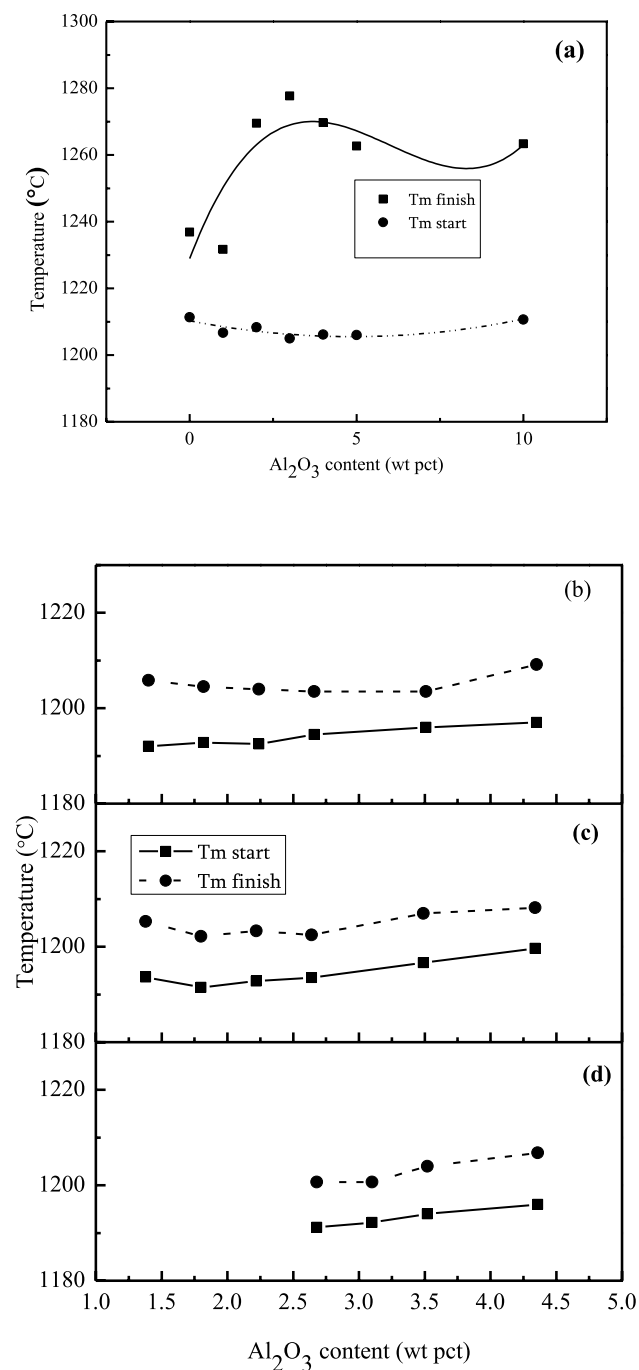 1300
(a)
1280
1260
Tm finish
Tm start
1240
1220
1200
1180
0
5
10
Temperature (°C)
Al2O3 content (wt pct)
(b)
1220
1200
1180
(c)
1220
Tm start
Tm finish
1200
1180
(d)
1220
1200
1180
Temperature (°C)
1.0 1.5 2.0 2.5 3.0 3.5 4.0 4.5 5.0
Al2O3 content (wt pct)